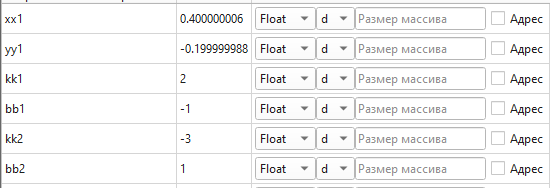 xx1 0.400000006 Float d Размер массива Адрес
yy1 -0.199999988 Float d Размер массива Адрес
kk1 2 Float d Размер массива Адрес
bb1 -1 Float d Размер массива Адрес
kk2 -3 Float d Размер массива Адрес
bb2 1 Float d Размер массива Адрес